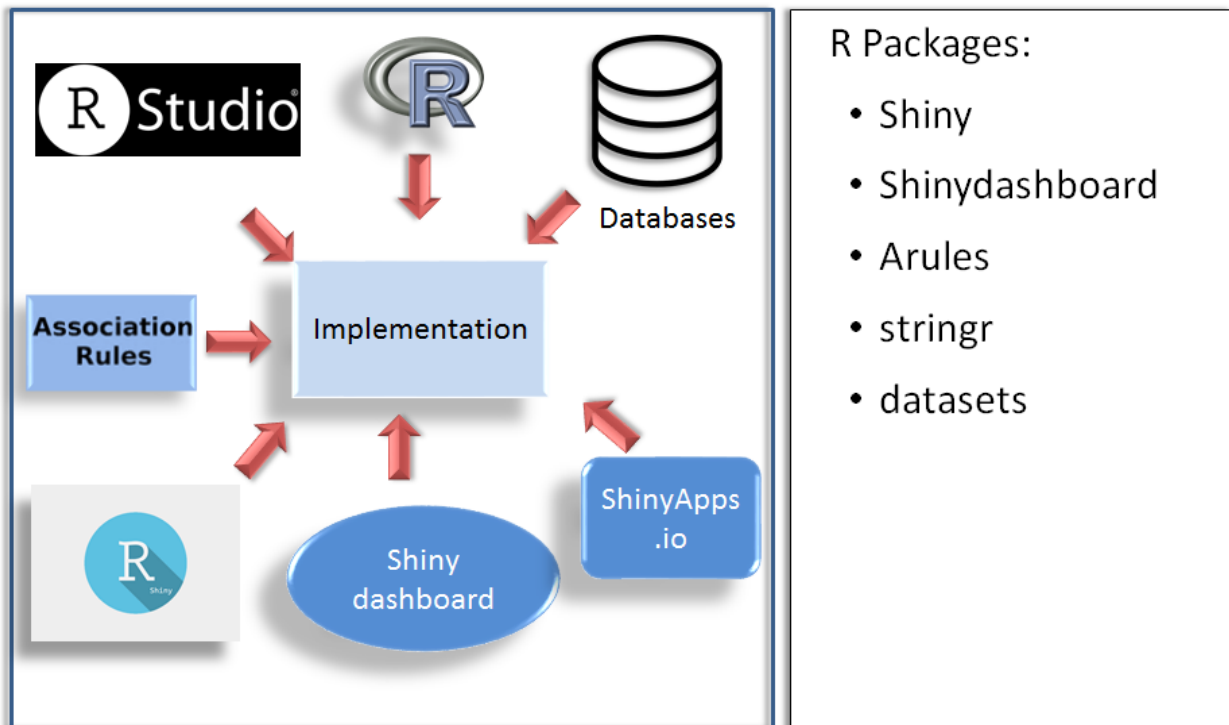 R Studio®
R
Databases
Association
Rules
Implementation
R
Shiny
Shiny
dashboard
ShinyApps
.io
R Packages:
• Shiny
• Shinydashboard
• Arules
• stringr
• datasets